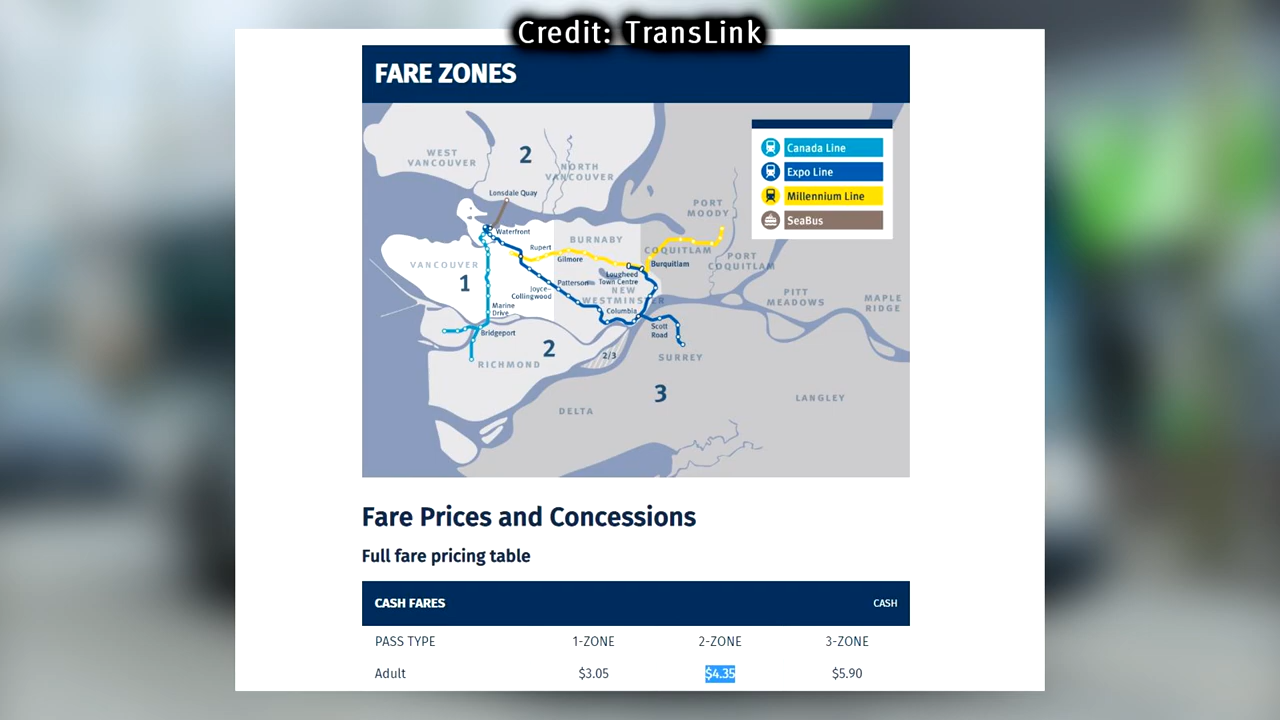 Credit: TransLink
FARE ZONES
Canada Line
Expo Line
Millennium Line
SeaBus
WEST
VANCOUVER
2
NORTH
VANCOUVER
Lonsdale Quay
PORT
MOODY
Waterfront
BURNABY
Rupert
Gilmore
COQUITLAM
PORT
COQUITLAM
Burquitlam
VANCOUVER
1
Lougheed
Town Centre
Patterson
Joyce-
Collingwood
NEW
WESTMINSTER
PITT
MEADOWS
MAPLE
RIDGE
Marine
Drive
Columbia
Bridgeport
Scott
Road
2
2/3
RICHMOND
SURREY
3
LANGLEY
DELTA
Fare Prices and Concessions
Full fare pricing table
CASH FARES CASH
PASS TYPE 1-ZONE 2-ZONE 3-ZONE
Adult $3.05 $4.35 $5.90